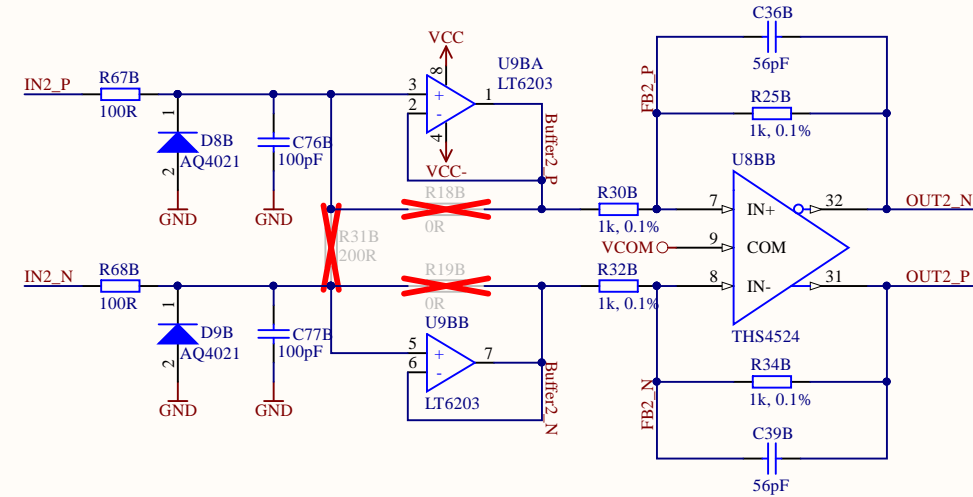 C36B
56pF
VCC
U9BA
LT6203
IN2_P
R67B
100R
8
3
2
1
+
-
4
VCC-
Buffer2_P
FB2_P
R25B
1k, 0.1%
1
2
D8B
AQ4021
C76B
100pF
GND
GND
R18B
0R
R30B
1k, 0.1%
U8BB
7
IN+
32
OUT2_N
R31B
200R
VCOM
9
COM
IN2_N
R68B
100R
R19B
0R
R32B
1k, 0.1%
8
IN-
31
OUT2_P
THS4524
1
2
D9B
AQ4021
C77B
100pF
GND
GND
U9BB
5
6
7
+
-
LT6203
Buffer2_N
FB2_N
R34B
1k, 0.1%
C39B
56pF